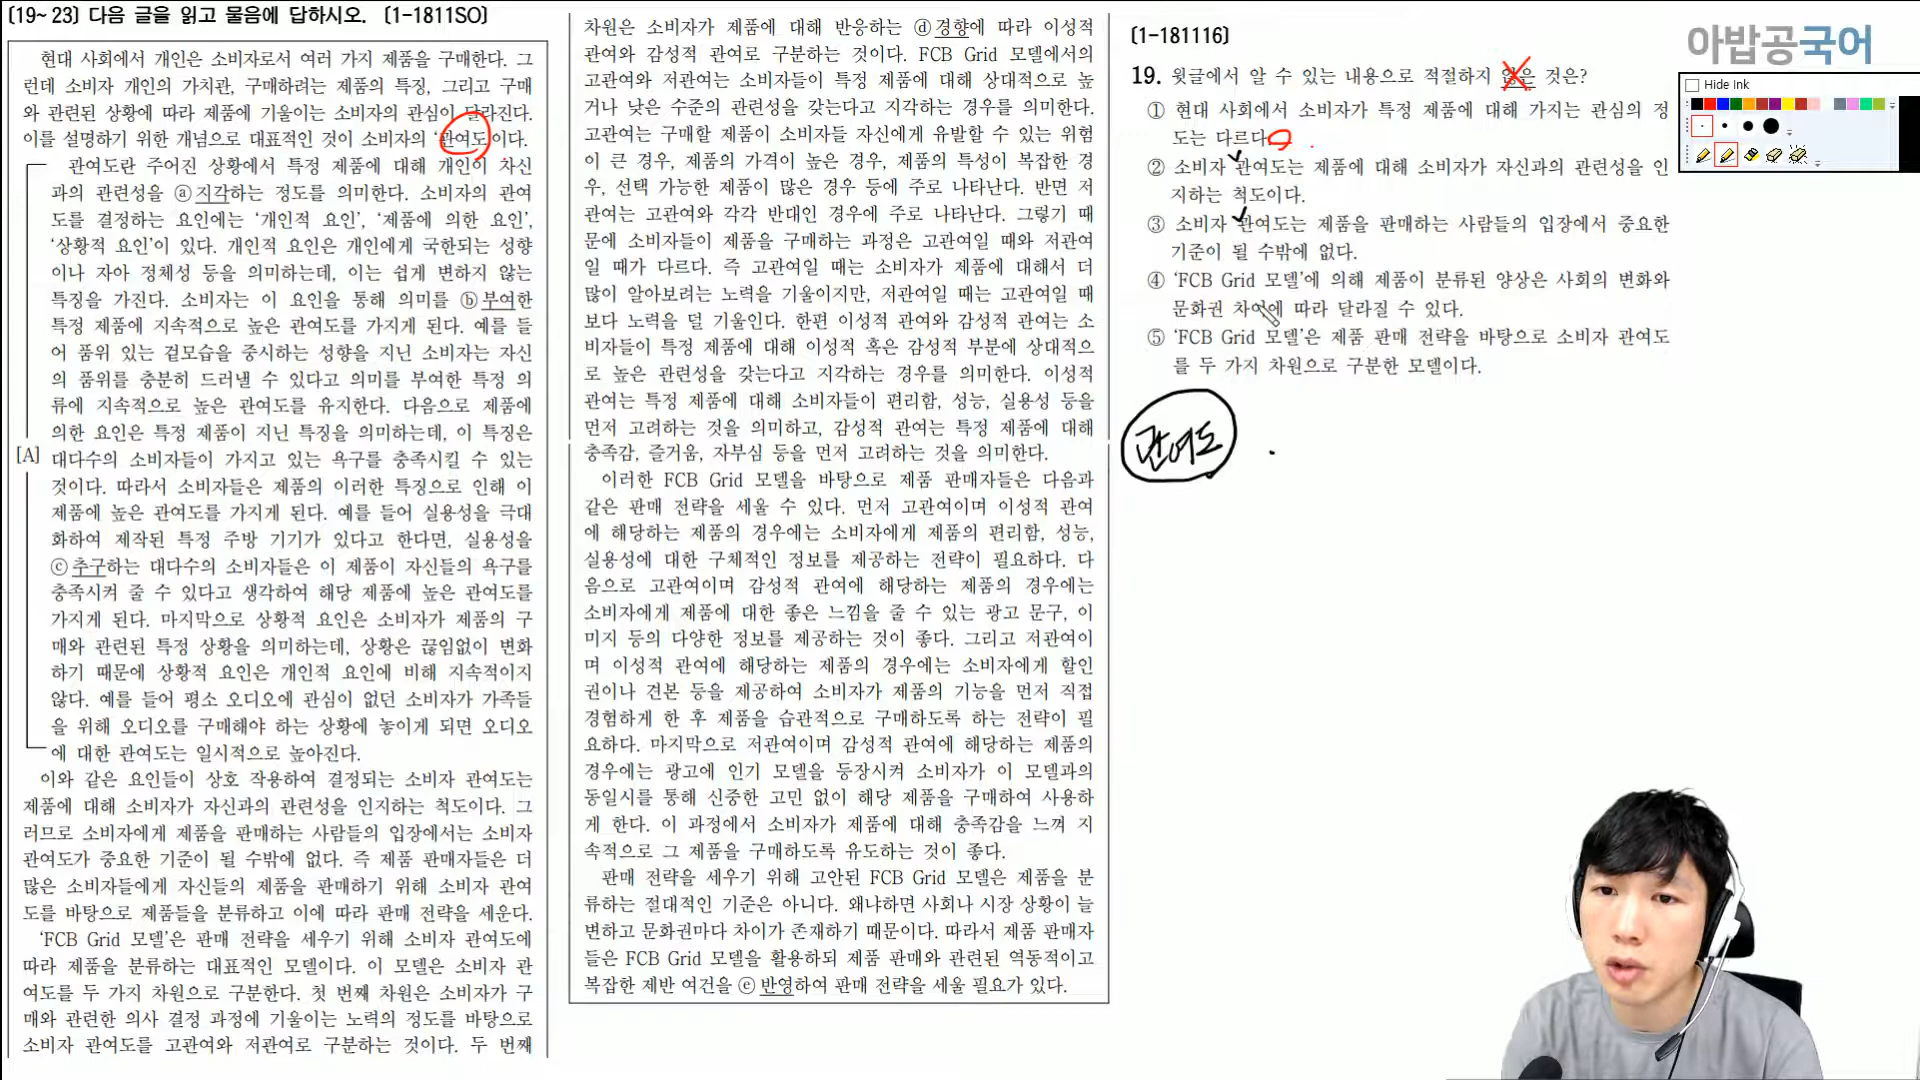 [19~23] 다음 글을 읽고 물음에 답하시오. [1-1811SO]
현대 사회에서 개인은 소비자로서 여러 가지 제품을 구매한다. 그
런데 소비자 개인의 가치관, 구매하려는 제품의 특징, 그리고 구매
와 관련된 상황에 따라 제품에 기울이는 소비자의 관심이 달라진다.
이를 설명하기 위한 개념으로 대표적인 것이 소비자의 '관여도'이다.
관여도란 주어진 상황에서 특정 제품에 대해 개인이 자신
과의 관련성을 ⓐ지각하는 정도를 의미한다. 소비자의 관여
도를 결정하는 요인에는 '개인적 요인', '제품에 의한 요인',
'상황적 요인'이 있다. 개인적 요인은 개인에게 국한되는 성향
이나 자아 정체성 등을 의미하는데, 이는 쉽게 변하지 않는
특징을 가진다. 소비자는 이 요인을 통해 의미를 ⓑ부여한
특정 제품에 지속적으로 높은 관여도를 가지게 된다. 예를 들
어 품위 있는 겉모습을 중시하는 성향을 지닌 소비자는 자신
의 품위를 충분히 드러낼 수 있다고 의미를 부여한 특정 의
류에 지속적으로 높은 관여도를 유지한다. 다음으로 제품에
의한 요인은 특정 제품이 지닌 특징을 의미하는데, 이 특징은
[A] 대다수의 소비자들이 가지고 있는 욕구를 충족시킬 수 있는
것이다. 따라서 소비자들은 제품의 이러한 특징으로 인해 이
제품에 높은 관여도를 가지게 된다. 예를 들어 실용성을 극대
화하여 제작된 특정 주방 기기가 있다고 한다면, 실용성을
ⓒ추구하는 대다수의 소비자들은 이 제품이 자신들의 욕구를
충족시켜 줄 수 있다고 생각하여 해당 제품에 높은 관여도를
가지게 된다. 마지막으로 상황적 요인은 소비자가 제품의 구
매와 관련된 특정 상황을 의미하는데, 상황은 끊임없이 변화
하기 때문에 상황적 요인은 개인적 요인에 비해 지속적이지
않다. 예를 들어 평소 오디오에 관심이 없던 소비자가 가족들
을 위해 오디오를 구매해야 하는 상황에 놓이게 되면 오디오
에 대한 관여도는 일시적으로 높아진다.
이와 같은 요인들이 상호 작용하여 결정되는 소비자 관여도는
제품에 대해 소비자가 자신과의 관련성을 인지하는 척도이다. 그
러므로 소비자에게 제품을 판매하는 사람들의 입장에서는 소비자
관여도가 중요한 기준이 될 수밖에 없다. 즉 제품 판매자들은 더
많은 소비자들에게 자신들의 제품을 판매하기 위해 소비자 관여
도를 바탕으로 제품들을 분류하고 이에 따라 판매 전략을 세운다.
'FCB Grid 모델'은 판매 전략을 세우기 위해 소비자 관여도에
따라 제품을 분류하는 대표적인 모델이다. 이 모델은 소비자 관
여도를 두 가지 차원으로 구분한다. 첫 번째 차원은 소비자가 구
매와 관련한 의사 결정 과정에 기울이는 노력의 정도를 바탕으로
소비자 관여도를 고관여와 저관여로 구분하는 것이다. 두 번째
차원은 소비자가 제품에 대해 반응하는 ⓓ경향에 따라 이성적
관여와 감성적 관여로 구분하는 것이다. FCB Grid 모델에서의
고관여와 저관여는 소비자들이 특정 제품에 대해 상대적으로 높
거나 낮은 수준의 관련성을 갖는다고 지각하는 경우를 의미한다.
고관여는 구매할 제품이 소비자들 자신에게 유발할 수 있는 위험
이 큰 경우, 제품의 가격이 높은 경우, 제품의 특성이 복잡한 경
우, 선택 가능한 제품이 많은 경우 등에 주로 나타난다. 반면 저
관여는 고관여와 각각 반대인 경우에 주로 나타난다. 그렇기 때
문에 소비자들이 제품을 구매하는 과정은 고관여일 때와 저관여
일 때가 다르다. 즉 고관여일 때는 소비자가 제품에 대해서 더
많이 알아보려는 노력을 기울이지만, 저관여일 때는 고관여일 때
보다 노력을 덜 기울인다. 한편 이성적 관여와 감성적 관여는 소
비자들이 특정 제품에 대해 이성적 혹은 감성적 부분에 상대적으
로 높은 관련성을 갖는다고 지각하는 경우를 의미한다. 이성적
관여는 특정 제품에 대해 소비자들이 편리함, 성능, 실용성 등을
먼저 고려하는 것을 의미하고, 감성적 관여는 특정 제품에 대해
충족감, 즐거움, 자부심 등을 먼저 고려하는 것을 의미한다.
이러한 FCB Grid 모델을 바탕으로 제품 판매자들은 다음과
같은 판매 전략을 세울 수 있다. 먼저 고관여이며 이성적 관여
에 해당하는 제품의 경우에는 소비자에게 제품의 편리함, 성능,
실용성에 대한 구체적인 정보를 제공하는 전략이 필요하다. 다
음으로 고관여이며 감성적 관여에 해당하는 제품의 경우에는
소비자에게 제품에 대한 좋은 느낌을 줄 수 있는 광고 문구, 이
미지 등의 다양한 정보를 제공하는 것이 좋다. 그리고 저관여이
며 이성적 관여에 해당하는 제품의 경우에는 소비자에게 할인
권이나 견본 등을 제공하여 소비자가 제품의 기능을 먼저 직접
경험하게 한 후 제품을 습관적으로 구매하도록 하는 전략이 필
요하다. 마지막으로 저관여이며 감성적 관여에 해당하는 제품의
경우에는 광고에 인기 모델을 등장시켜 소비자가 이 모델과의
동일시를 통해 신중한 고민 없이 해당 제품을 구매하여 사용하
게 한다. 이 과정에서 소비자가 제품에 대해 충족감을 느껴 지
속적으로 그 제품을 구매하도록 유도하는 것이 좋다.
판매 전략을 세우기 위해 고안된 FCB Grid 모델은 제품을 분
류하는 절대적인 기준은 아니다. 왜냐하면 사회나 시장 상황이 늘
변하고 문화권마다 차이가 존재하기 때문이다. 따라서 제품 판매자
들은 FCB Grid 모델을 활용하되 제품 판매와 관련된 역동적이고
복잡한 제반 여건을 ⓔ반영하여 판매 전략을 세울 필요가 있다.
[1-181116]
19. 윗글에서 알 수 있는 내용으로 적절하지 않은 것은?
① 현대 사회에서 소비자가 특정 제품에 대해 가지는 관심의 정
도는 다르다.
② 소비자 관여도는 제품에 대해 소비자가 자신과의 관련성을 인
지하는 척도이다.
③ 소비자 관여도는 제품을 판매하는 사람들의 입장에서 중요한
기준이 될 수밖에 없다.
④ 'FCB Grid 모델'에 의해 제품이 분류된 양상은 사회의 변화와
문화권 차이에 따라 달라질 수 있다.
⑤ 'FCB Grid 모델'은 제품 판매 전략을 바탕으로 소비자 관여도
를 두 가지 차원으로 구분한 모델이다.
관여도
아밥공국어
Hide Ink